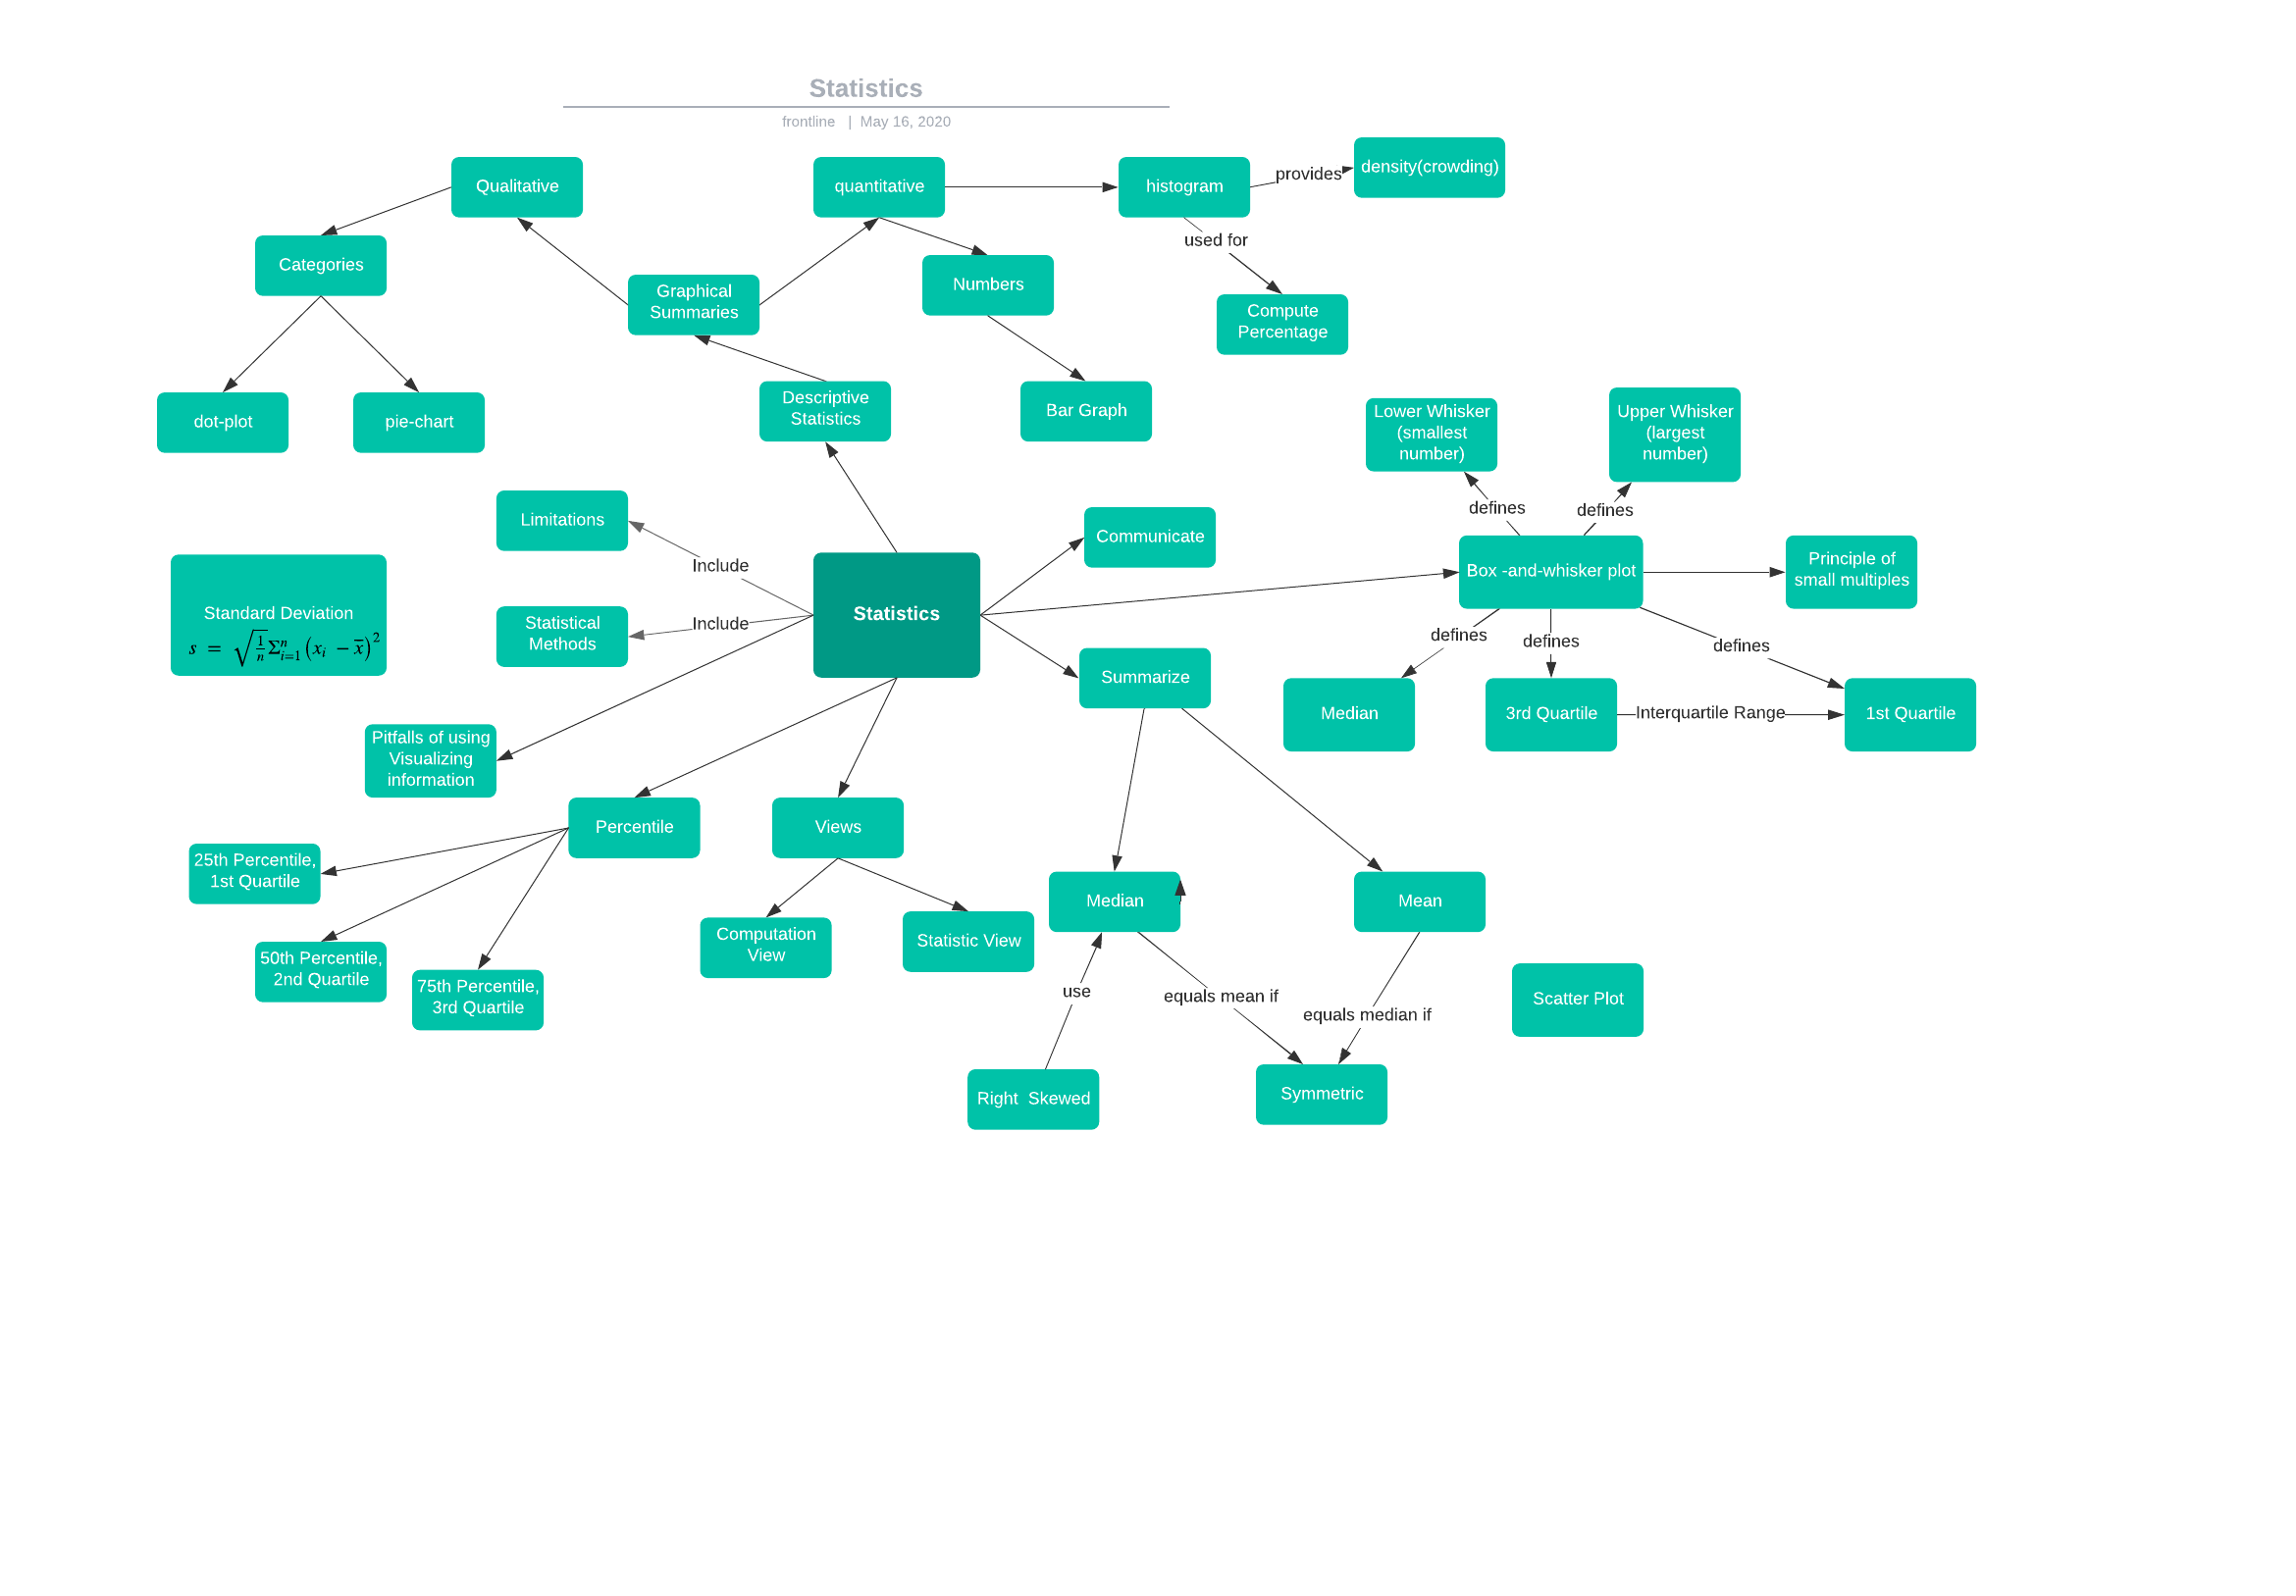 Statistics
frontline | May 16, 2020
density(crowding)
Qualitative
quantitative
histogram
provides
used for
Categories
Graphical
Summaries
Numbers
Compute
Percentage
dot-plot
pie-chart
Descriptive
Statistics
Bar Graph
Lower Whisker
(smallest
number)
Upper Whisker
(largest
number)
Limitations
Include
Communicate
defines
defines
Box -and-whisker plot
Principle of
small multiples
Standard Deviation
s = √(1/n) Σⁿᵢ₌₁ (xᵢ − x̅)²
Statistical
Methods
Include
Statistics
Summarize
defines
defines
defines
Median
3rd Quartile
Interquartile Range
1st Quartile
Pitfalls of using
Visualizing
information
Percentile
Views
25th Percentile,
1st Quartile
50th Percentile,
2nd Quartile
75th Percentile,
3rd Quartile
Computation
View
Statistic View
Median
Mean
use
equals mean if
equals median if
Scatter Plot
Right  Skewed
Symmetric